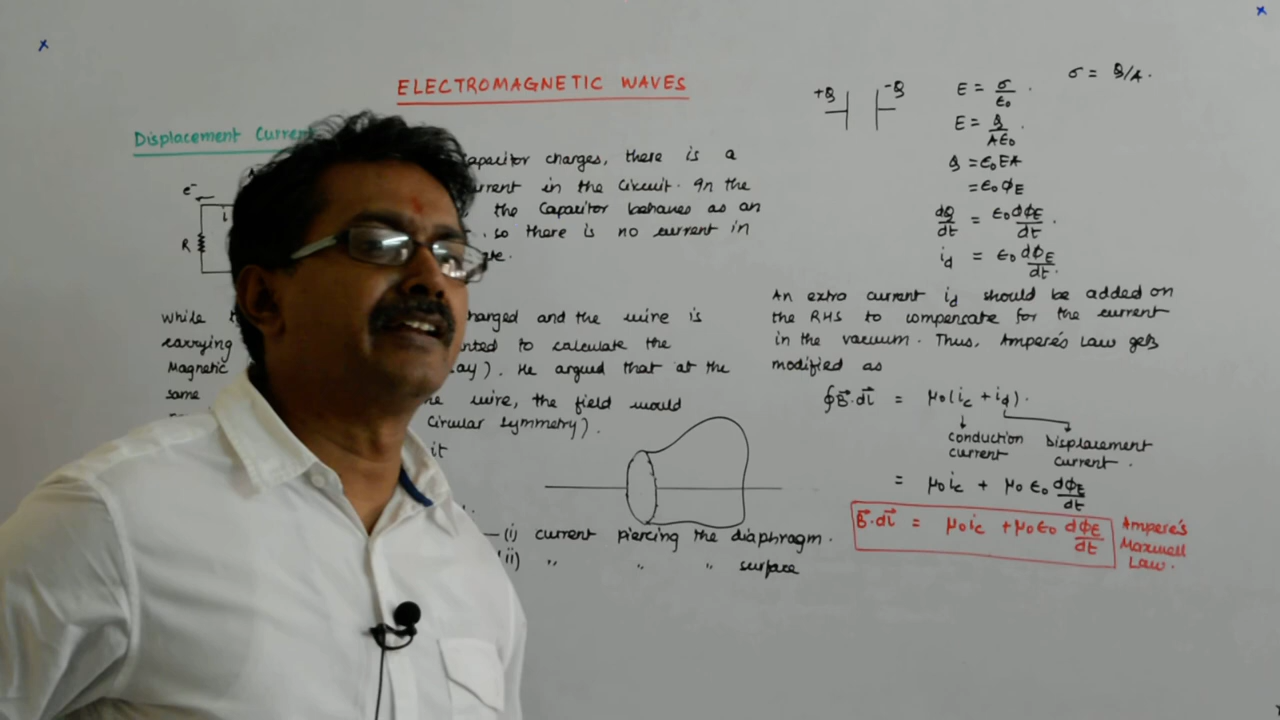 ELECTROMAGNETIC WAVES
Displacement Current
capacitor charges, there is a
current in the circuit. In the
the Capacitor behaves as an
. so there is no current in
e⁻
i
R
While
harged and the wire is
carrying
to calculate the
Magnetic
ay). He argued that at the
same
wire, the field would
Circular Symmetry).
it
(i) current piercing the diaphragm.
(ii) " " " surface
+Q -Q
E = σ/ε₀ .
σ = Q/A .
E = Q/Aε₀ .
Q = ε₀EA
= ε₀ϕE
dQ/dt = ε₀dϕE/dt .
id = ε₀ dϕE/dt .
An extra current id should be added on
the RHS to compensate for the current
in the vacuum. Thus, Ampere's Law gets
modified as
∮B⃗.dl⃗ = μ₀(ic + id).
conduction current
Displacement current .
= μ₀ic + μ₀ε₀ dϕE/dt
B⃗.dl⃗ = μ₀ic + μ₀ε₀ dϕE/dt
Ampere's
Maxwell
Law.